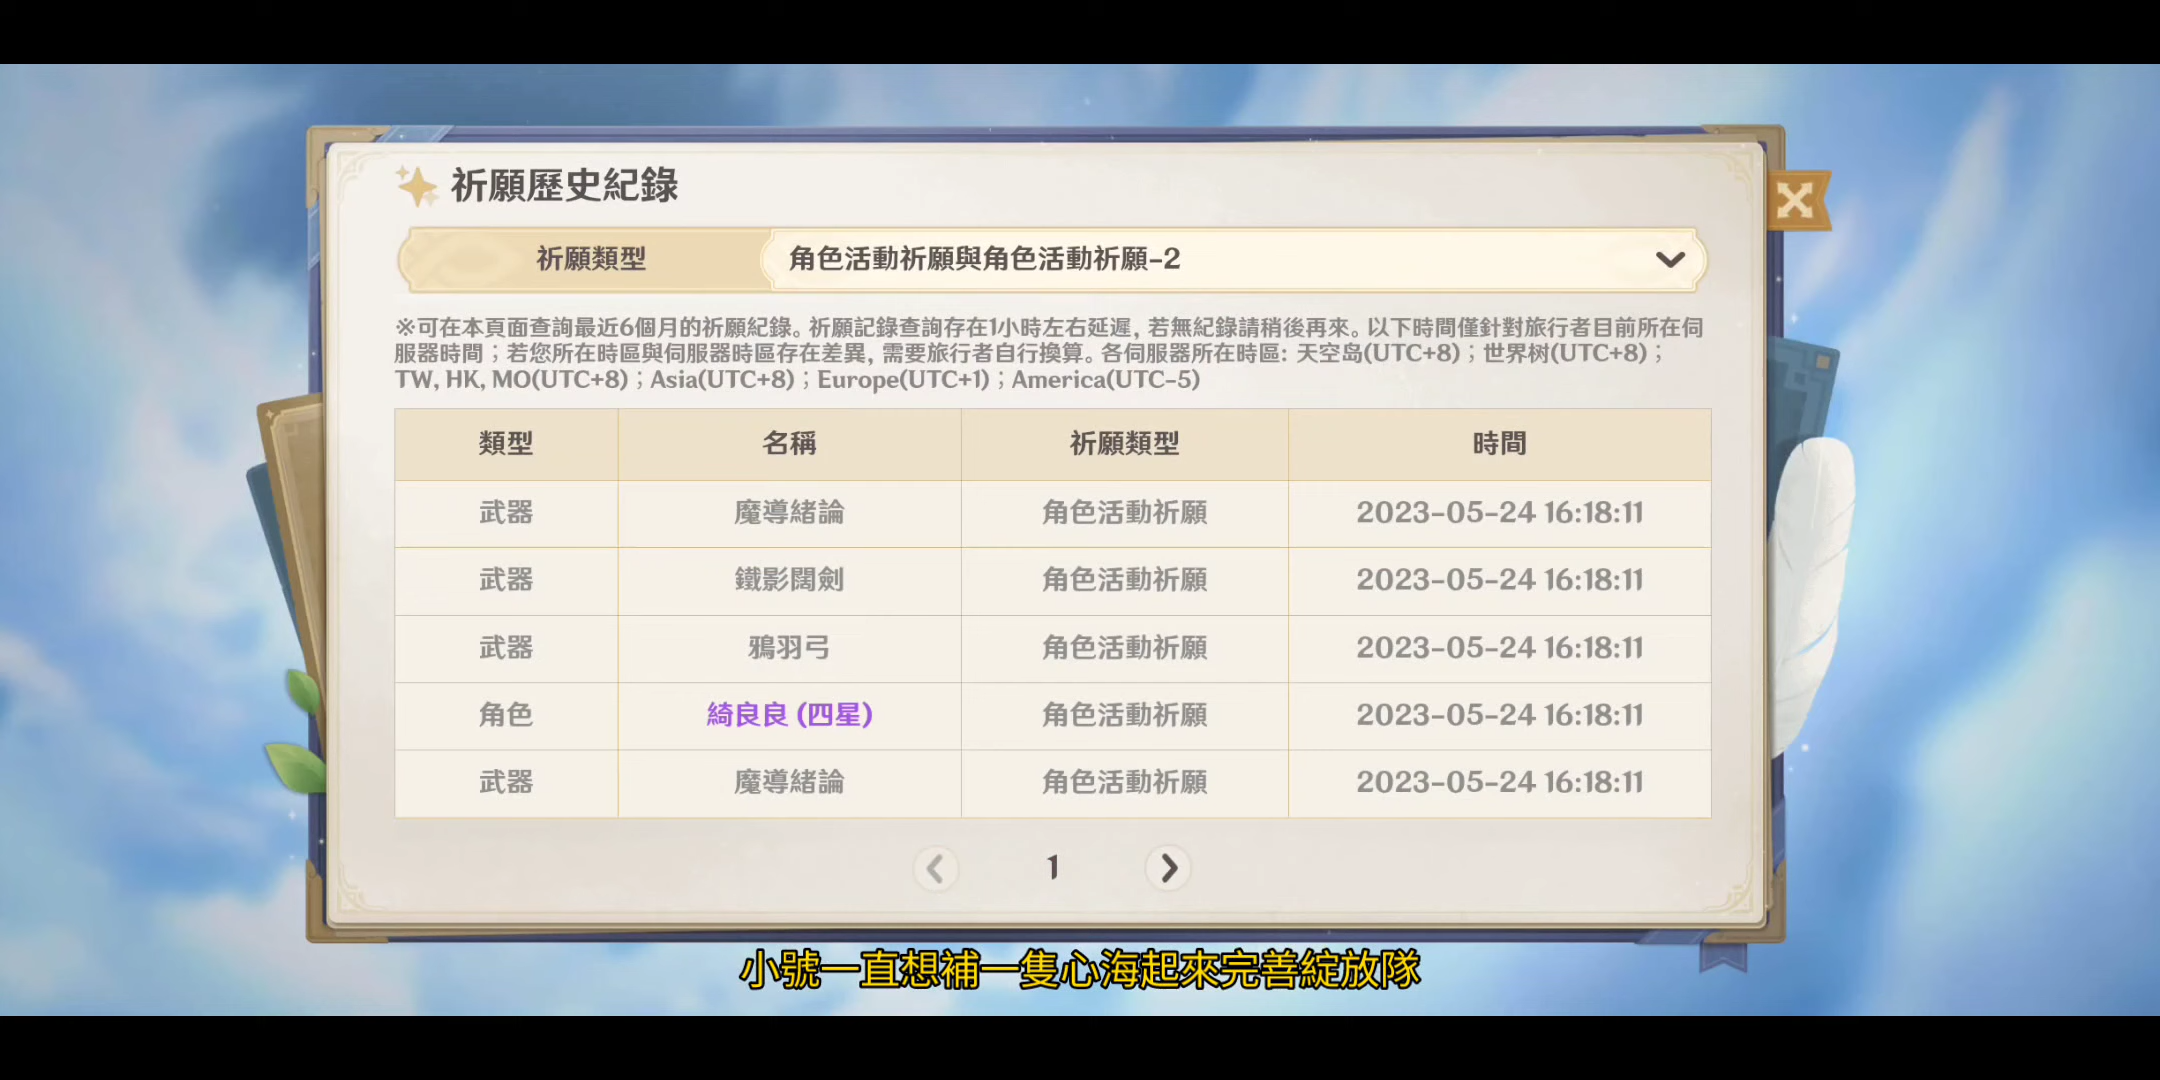 祈願歷史紀錄
祈願類型 角色活動祈願與角色活動祈願-2
※可在本頁面查詢最近6個月的祈願紀錄。祈願記錄查詢存在1小時左右延遲, 若無紀錄請稍後再來。以下時間僅針對旅行者目前所在伺
服器時間；若您所在時區與伺服器時區存在差異, 需要旅行者自行換算。各伺服器所在時區: 天空岛(UTC+8)；世界树(UTC+8)；
TW, HK, MO(UTC+8)；Asia(UTC+8)；Europe(UTC+1)；America(UTC-5)
類型 名稱 祈願類型 時間
武器 魔導緒論 角色活動祈願 2023-05-24 16:18:11
武器 鐵影闊劍 角色活動祈願 2023-05-24 16:18:11
武器 鴉羽弓 角色活動祈願 2023-05-24 16:18:11
角色 綺良良 (四星) 角色活動祈願 2023-05-24 16:18:11
武器 魔導緒論 角色活動祈願 2023-05-24 16:18:11
1
小號一直想補一隻心海起來完善綻放隊